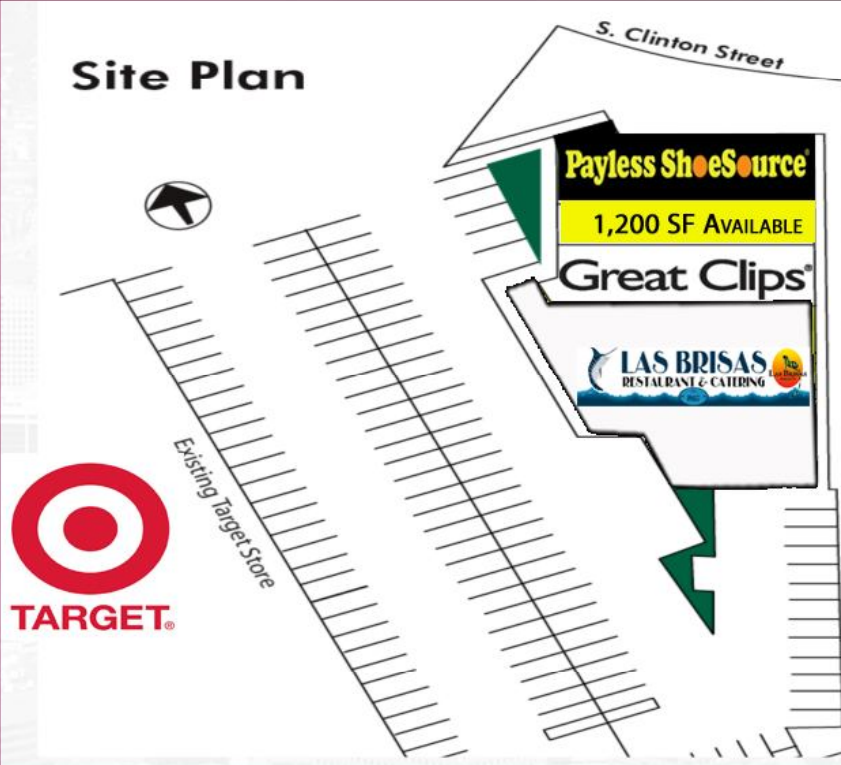 S. Clinton Street
Site Plan
Payless ShoeSource®
1,200 SF AVAILABLE
Great Clips®
LAS BRISAS
RESTAURANT & CATERING
Existing Target Store
TARGET®